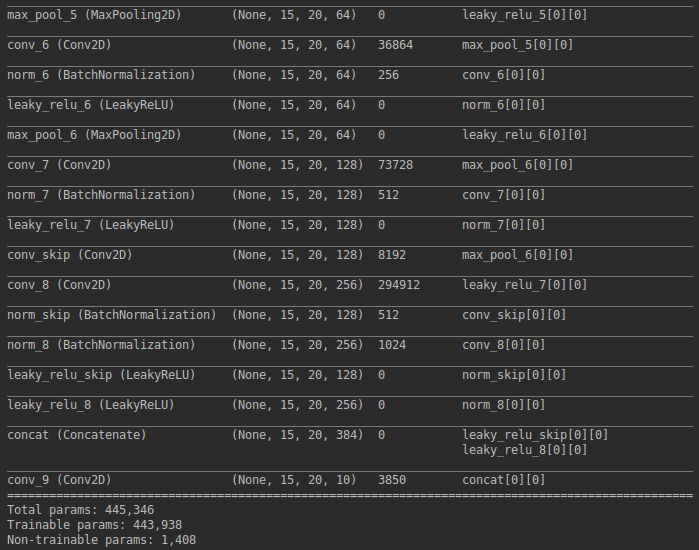 max_pool_5 (MaxPooling2D) (None, 15, 20, 64) 0 leaky_relu_5[0][0]
conv_6 (Conv2D) (None, 15, 20, 64) 36864 max_pool_5[0][0]
norm_6 (BatchNormalization) (None, 15, 20, 64) 256 conv_6[0][0]
leaky_relu_6 (LeakyReLU) (None, 15, 20, 64) 0 norm_6[0][0]
max_pool_6 (MaxPooling2D) (None, 15, 20, 64) 0 leaky_relu_6[0][0]
conv_7 (Conv2D) (None, 15, 20, 128) 73728 max_pool_6[0][0]
norm_7 (BatchNormalization) (None, 15, 20, 128) 512 conv_7[0][0]
leaky_relu_7 (LeakyReLU) (None, 15, 20, 128) 0 norm_7[0][0]
conv_skip (Conv2D) (None, 15, 20, 128) 8192 max_pool_6[0][0]
conv_8 (Conv2D) (None, 15, 20, 256) 294912 leaky_relu_7[0][0]
norm_skip (BatchNormalization) (None, 15, 20, 128) 512 conv_skip[0][0]
norm_8 (BatchNormalization) (None, 15, 20, 256) 1024 conv_8[0][0]
leaky_relu_skip (LeakyReLU) (None, 15, 20, 128) 0 norm_skip[0][0]
leaky_relu_8 (LeakyReLU) (None, 15, 20, 256) 0 norm_8[0][0]
concat (Concatenate) (None, 15, 20, 384) 0 leaky_relu_skip[0][0]
leaky_relu_8[0][0]
conv_9 (Conv2D) (None, 15, 20, 10) 3850 concat[0][0]
Total params: 445,346
Trainable params: 443,938
Non-trainable params: 1,408